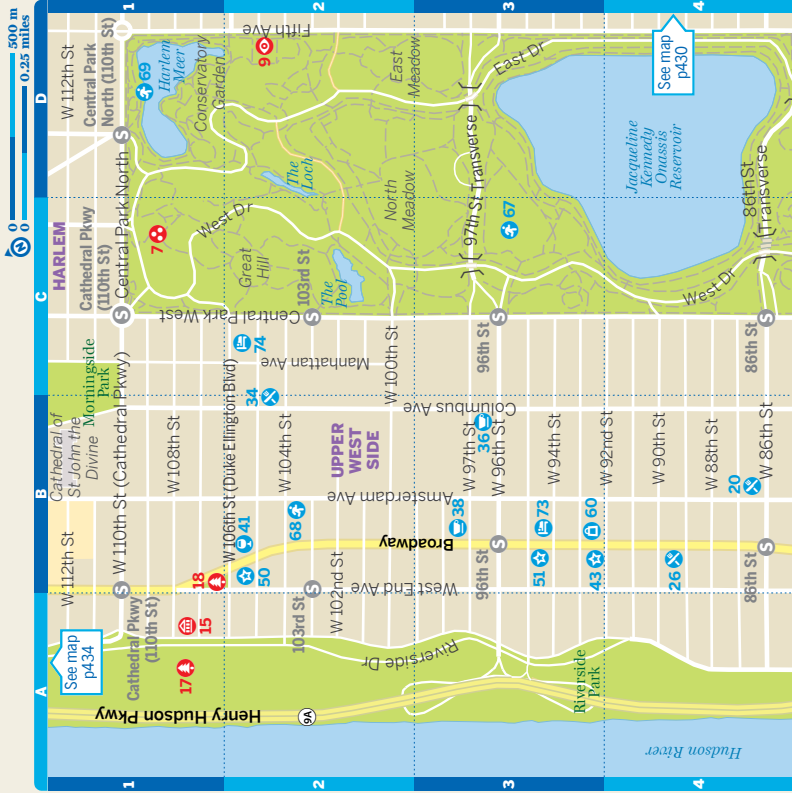 0 500 m
0 0.25 miles
1
2
3
4
A
B
C
D
1
2
3
4
W 112th St
Central Park
North (110th St)
Fifth Ave
69
Harlem
Meer
Conservatory
Garden
9
East
Meadow
East Dr
See map
p430
HARLEM
Cathedral Pkwy
(110th St)
Central Park North
7
West Dr
The
Loch
Great
Hill
103rd St
The
Pool
North
Meadow
97th St Transverse
67
Jacqueline
Kennedy
Onassis
Reservoir
86th St
Transverse
West Dr
Central Park West
74
Manhattan Ave
34
W 100th St
96th St
86th St
Morningside
Park
Cathedral of
St John the
Divine
W 110th St (Cathedral Pkwy)
W 108th St
W 106th St (Duke Ellington Blvd)
W 104th St
UPPER
WEST
SIDE
Columbus Ave
W 97th St
36
W 96th St
W 94th St
W 92nd St
W 90th St
W 88th St
W 86th St
20
Amsterdam Ave
W 112th St
41
68
38
73
60
Broadway
18
50
51
43
26
W 102nd St
West End Ave
96th St
86th St
See map
p434
Cathedral Pkwy
(110th St)
15
17
103rd St
Riverside Dr
Riverside
Park
Henry Hudson Pkwy
9A
Hudson River
S
S
S
S
S
S
S
S
S